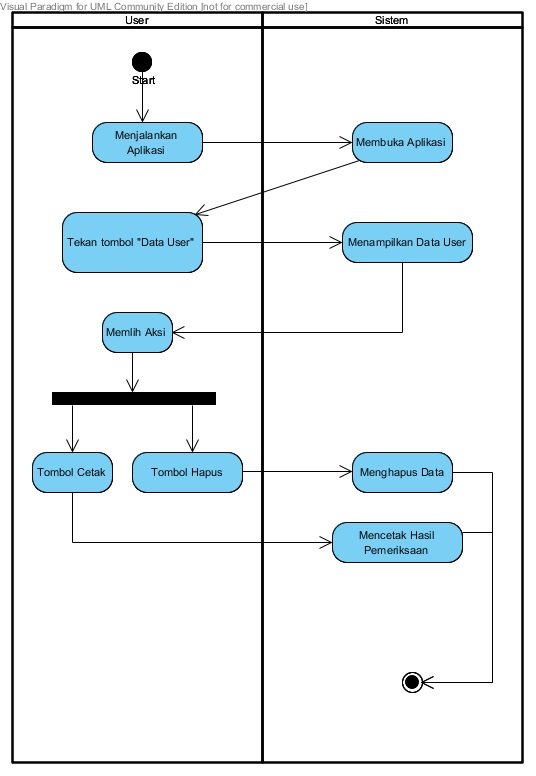 Visual Paradigm for UML Community Edition [not for commercial use]
User
Sistem
Start
Menjalankan
Aplikasi
Membuka Aplikasi
Tekan tombol "Data User"
Menampilkan Data User
Memlih Aksi
Tombol Cetak
Tombol Hapus
Menghapus Data
Mencetak Hasil
Pemeriksaan